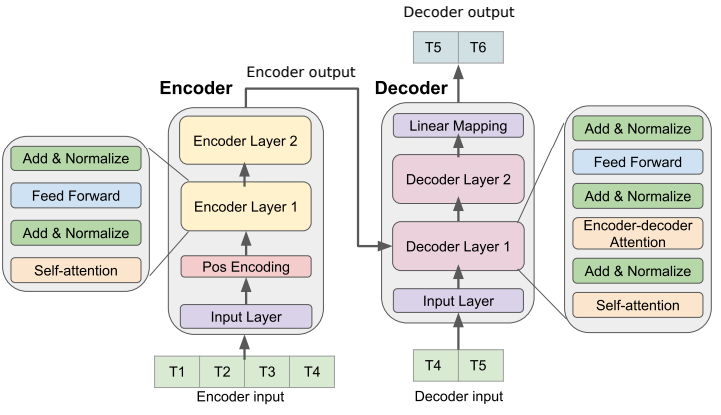 Decoder output
T5 T6
Encoder
Encoder output
Decoder
Encoder Layer 2
Encoder Layer 1
Pos Encoding
Input Layer
T1 T2 T3 T4
Encoder input
Add & Normalize
Feed Forward
Add & Normalize
Self-attention
Linear Mapping
Decoder Layer 2
Decoder Layer 1
Input Layer
T4 T5
Decoder input
Add & Normalize
Feed Forward
Add & Normalize
Encoder-decoder
Attention
Add & Normalize
Self-attention